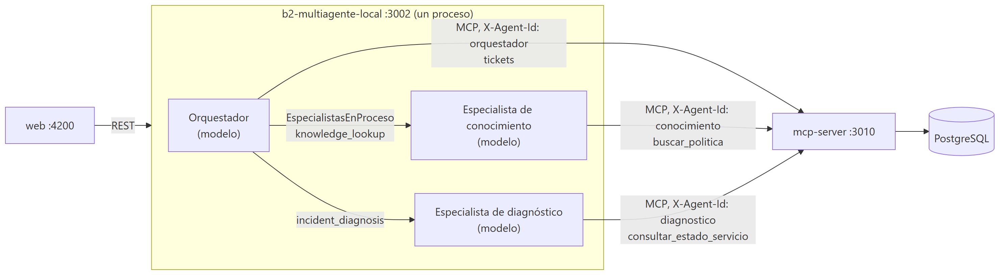 b2-multiagente-local :3002 (un proceso)
MCP, X-Agent-Id:
orquestador
tickets
web :4200
REST
Orquestador
(modelo)
EspecialistasEnProceso
knowledge_lookup
Especialista de
conocimiento
(modelo)
MCP, X-Agent-Id:
conocimiento
buscar_politica
mcp-server :3010
PostgreSQL
incident_diagnosis
Especialista de diagnóstico
(modelo)
MCP, X-Agent-Id:
diagnostico
consultar_estado_servicio